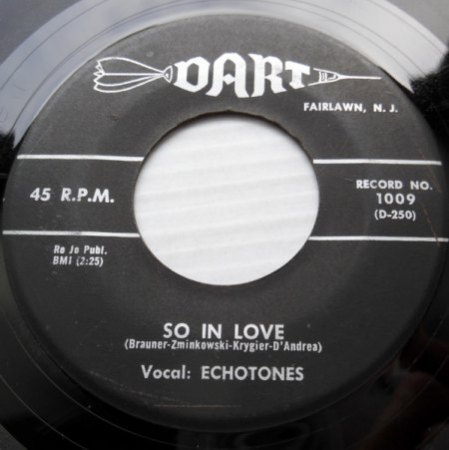 DART
FAIRLAWN, N. J.
45 R.P.M.
RECORD NO.
1009
(D-250)
Re Jo Publ.
BMI (2:25)
SO IN LOVE
(Brauner-Zminkowski-Krygier-D'Andrea)
Vocal: ECHOTONES